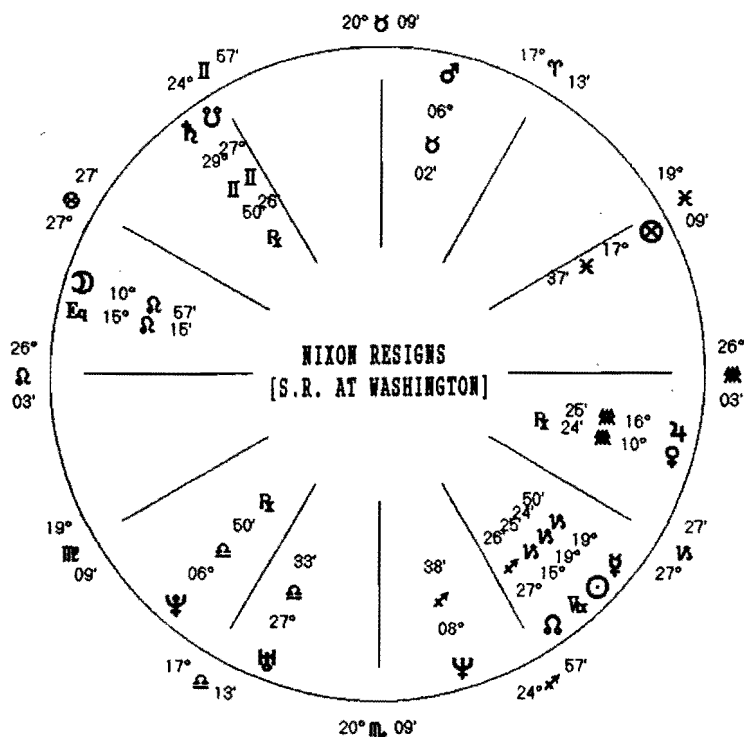 20° ♉ 09'
24° ♊ 57'
17° ♈ 13'
♂
06°
♉
02'
♄ ☋
29° 27°
♊ ♊
50' 26'
℞
27'
♋
27°
19°
♓
09'
⊗
17°
♓
37'
☽ 10° ♌ 57'
Eq 15° ♌ 15'
26°
♌
03'
NIXON RESIGNS
[S.R. AT WASHINGTON]
26°
♒
03'
℞ 25' ♒ 16° ♃
24' ♒ 10° ♀
19°
♍
09'
℞
50'
♎
06°
♇
33'
♎
27°
♅
38'
♐
08°
♆
26' 25' 24' 50'
♐ ♑ ♑ ♑
27° 15° 19° 19°
☊ Vx ☉ ☿
27'
♑
27°
17° ♎ 13'
24° ♐ 57'
20° ♏ 09'